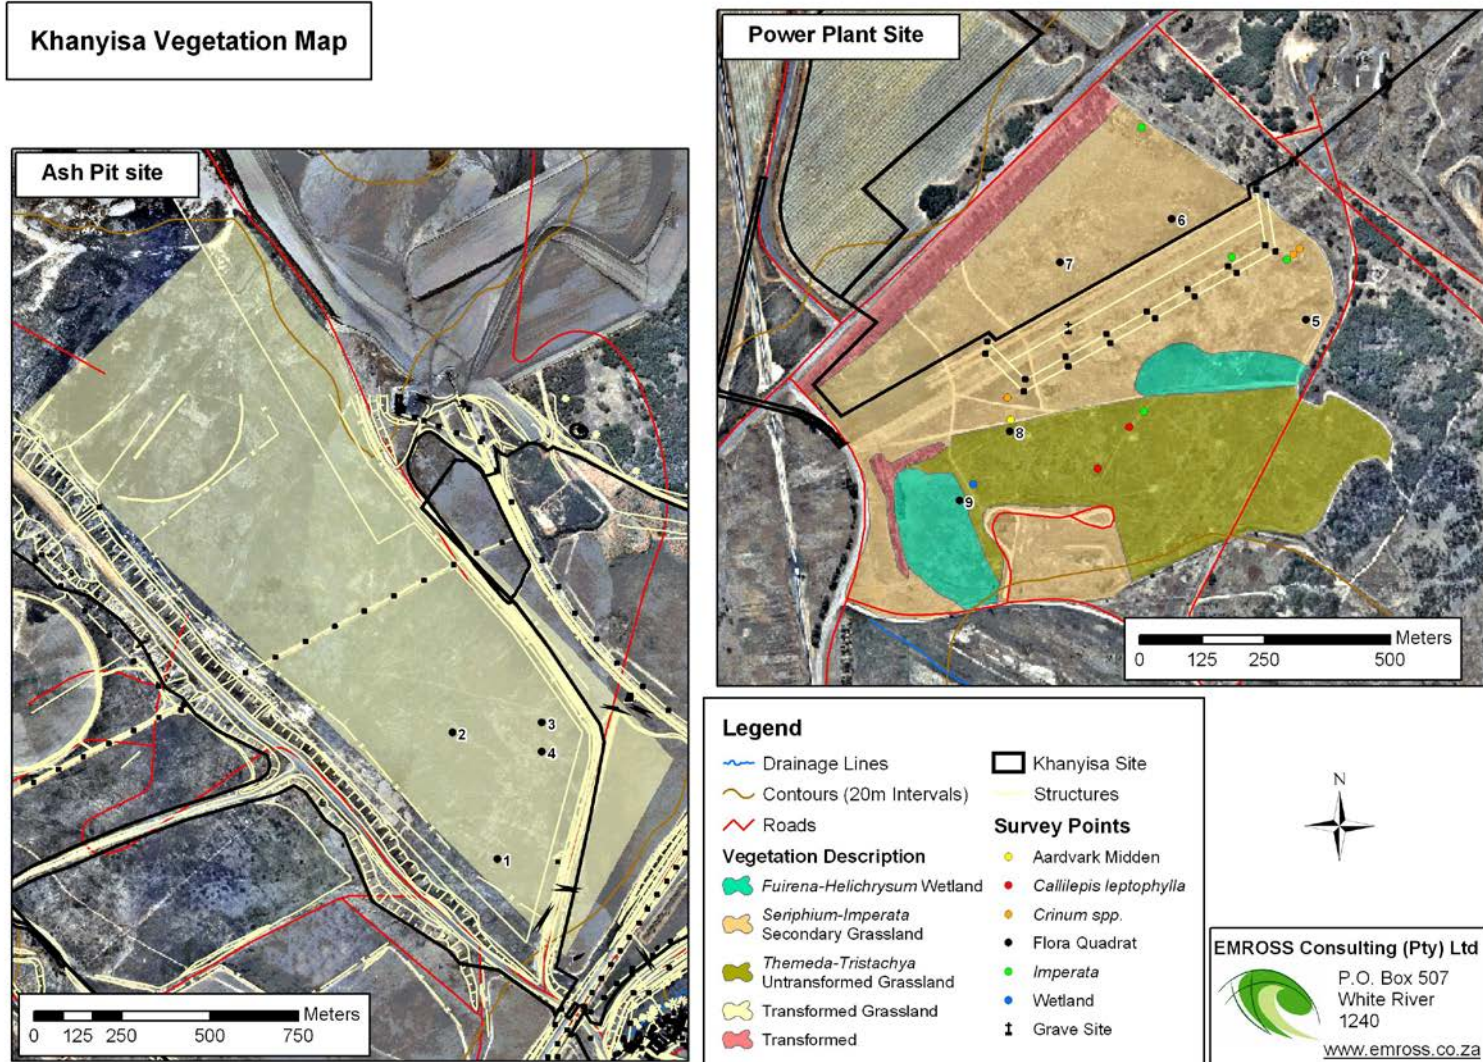 Khanyisa Vegetation Map
Ash Pit site
2
3
4
1
Meters
0 125 250 500 750
Power Plant Site
6
7
5
8
9
Meters
0 125 250 500
Legend
Drainage Lines
Contours (20m Intervals)
Roads
Vegetation Description
Fuirena-Helichrysum Wetland
Seriphium-Imperata
Secondary Grassland
Themeda-Tristachya
Untransformed Grassland
Transformed Grassland
Transformed
Khanyisa Site
Structures
Survey Points
Aardvark Midden
Callilepis leptophylla
Crinum spp.
Flora Quadrat
Imperata
Wetland
Grave Site
N
EMROSS Consulting (Pty) Ltd
P.O. Box 507
White River
1240
www.emross.co.za